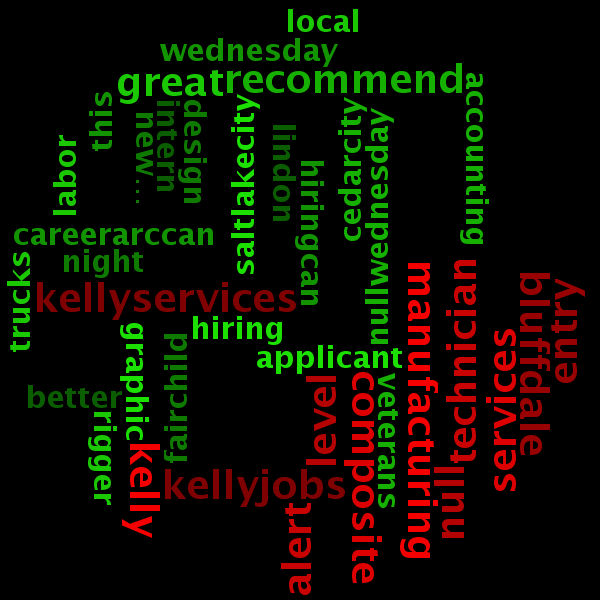 local
wednesday
great
recommend
accounting
this
intern
new....
design
saltlakecity
lindon
cedarcity
nullwednesday
labor
hiringcan
careerarccan
night
trucks
kellyservices
hiring
graphic
fairchild
applicant
manufacturing
technician
bluffdale
entry
services
better
rigger
kelly
kellyjobs
level
composite
veterans
null
alert